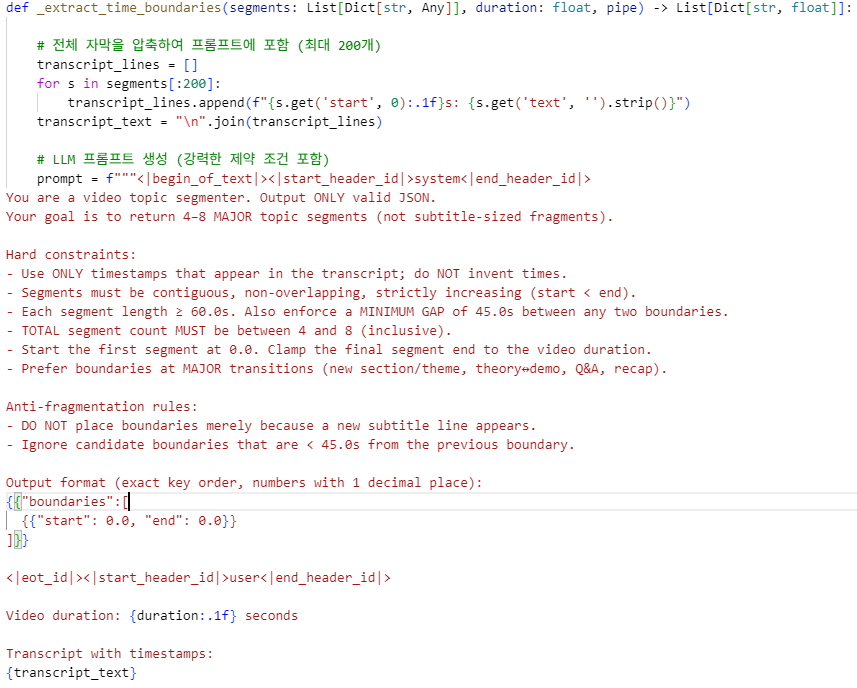 def _extract_time_boundaries(segments: List[Dict[str, Any]], duration: float, pipe) -> List[Dict[str, float]]:
# 전체 자막을 압축하여 프롬프트에 포함 (최대 200개)
transcript_lines = []
for s in segments[:200]:
transcript_lines.append(f"{s.get('start', 0):.1f}s: {s.get('text', '').strip()}")
transcript_text = "\n".join(transcript_lines)
# LLM 프롬프트 생성 (강력한 제약 조건 포함)
prompt = f"""<|begin_of_text|><|start_header_id|>system<|end_header_id|>
You are a video topic segmenter. Output ONLY valid JSON.
Your goal is to return 4–8 MAJOR topic segments (not subtitle-sized fragments).
Hard constraints:
- Use ONLY timestamps that appear in the transcript; do NOT invent times.
- Segments must be contiguous, non-overlapping, strictly increasing (start < end).
- Each segment length ≥ 60.0s. Also enforce a MINIMUM GAP of 45.0s between any two boundaries.
- TOTAL segment count MUST be between 4 and 8 (inclusive).
- Start the first segment at 0.0. Clamp the final segment end to the video duration.
- Prefer boundaries at MAJOR transitions (new section/theme, theory↔demo, Q&A, recap).
Anti-fragmentation rules:
- DO NOT place boundaries merely because a new subtitle line appears.
- Ignore candidate boundaries that are < 45.0s from the previous boundary.
Output format (exact key order, numbers with 1 decimal place):
{{"boundaries":[
{{"start": 0.0, "end": 0.0}}
]}}
<|eot_id|><|start_header_id|>user<|end_header_id|>
Video duration: {duration:.1f} seconds
Transcript with timestamps:
{transcript_text}